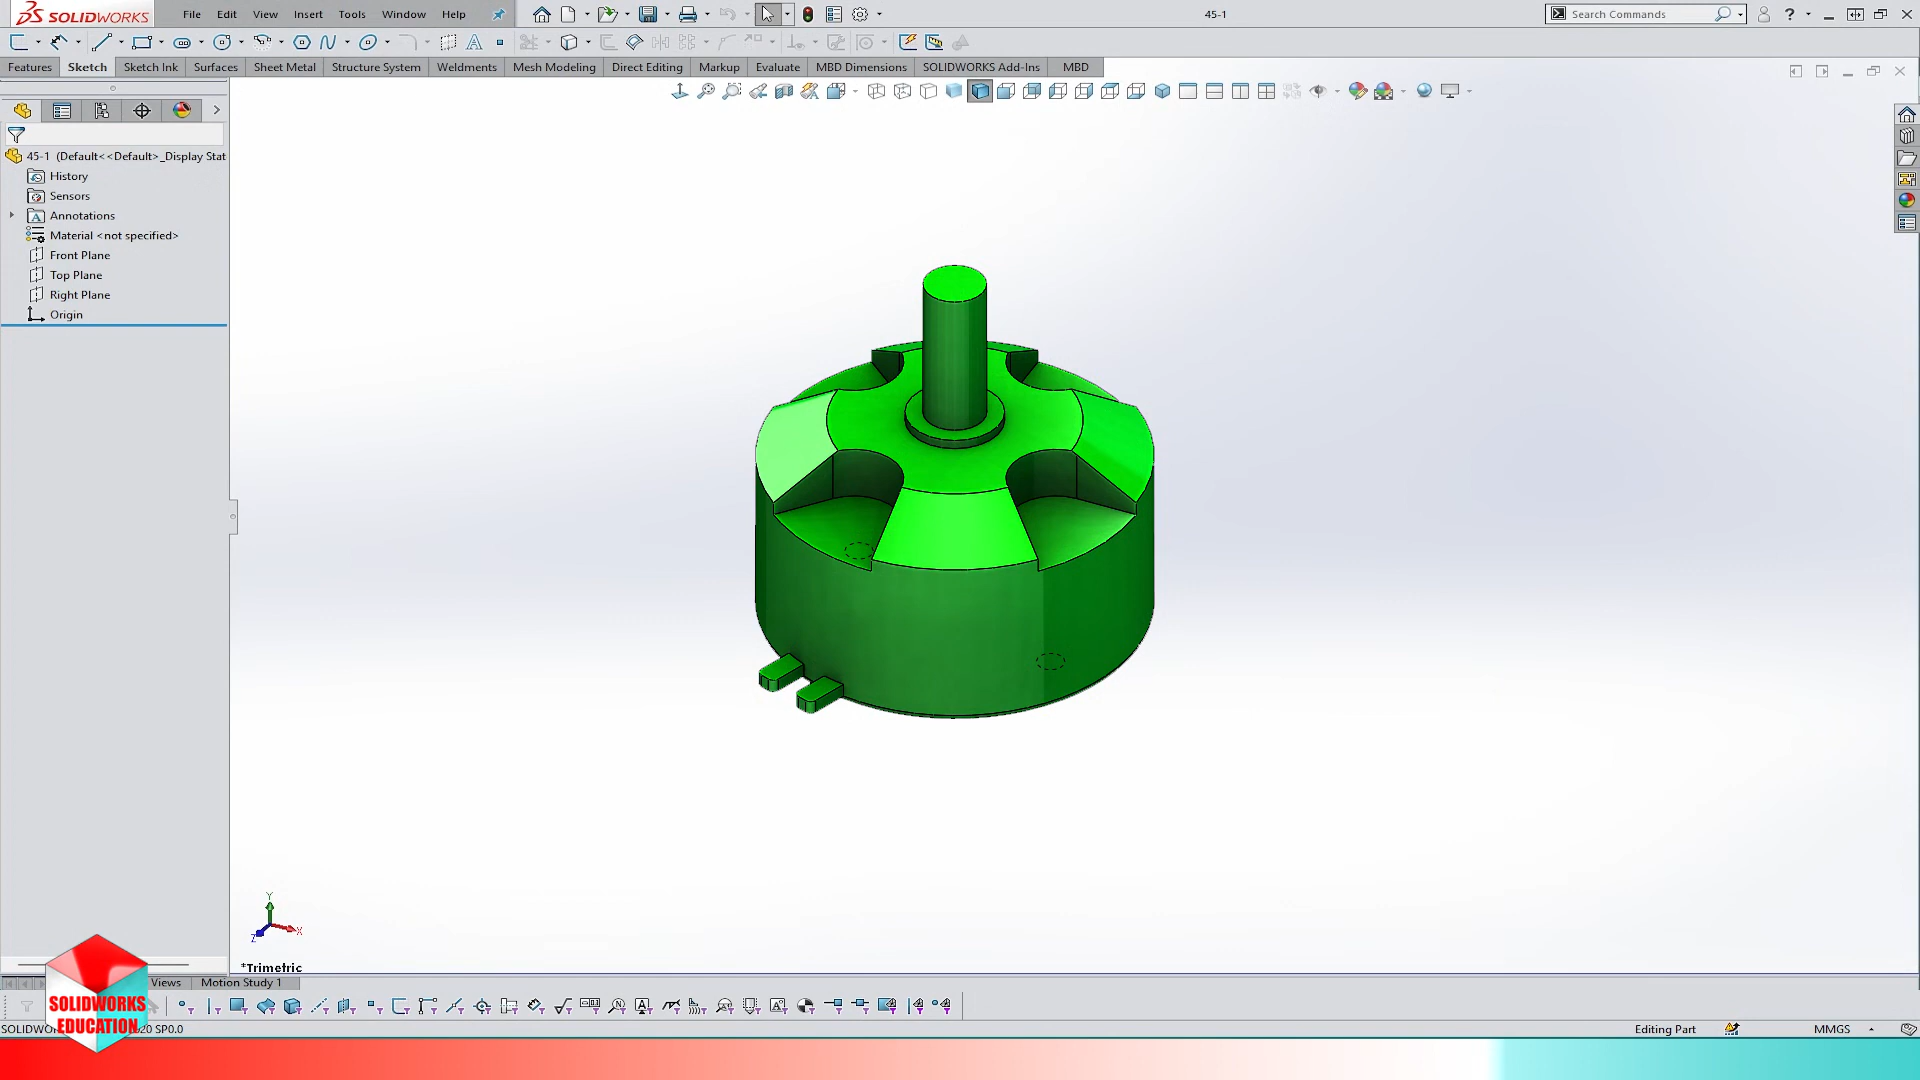 SOLIDWORKS File Edit View Insert Tools Window Help 45-1 Search Commands
Features Sketch Sketch Ink Surfaces Sheet Metal Structure System Weldments Mesh Modeling Direct Editing Markup Evaluate MBD Dimensions SOLIDWORKS Add-Ins MBD
45-1 (Default<<Default>_Display Stat
History
Sensors
Annotations
Material <not specified>
Front Plane
Top Plane
Right Plane
Origin
Y
X
Z
*Trimetric
Views Motion Study 1
SOLIDWORKS
EDUCATION
SOLIDWO 20 SP0.0 Editing Part MMGS